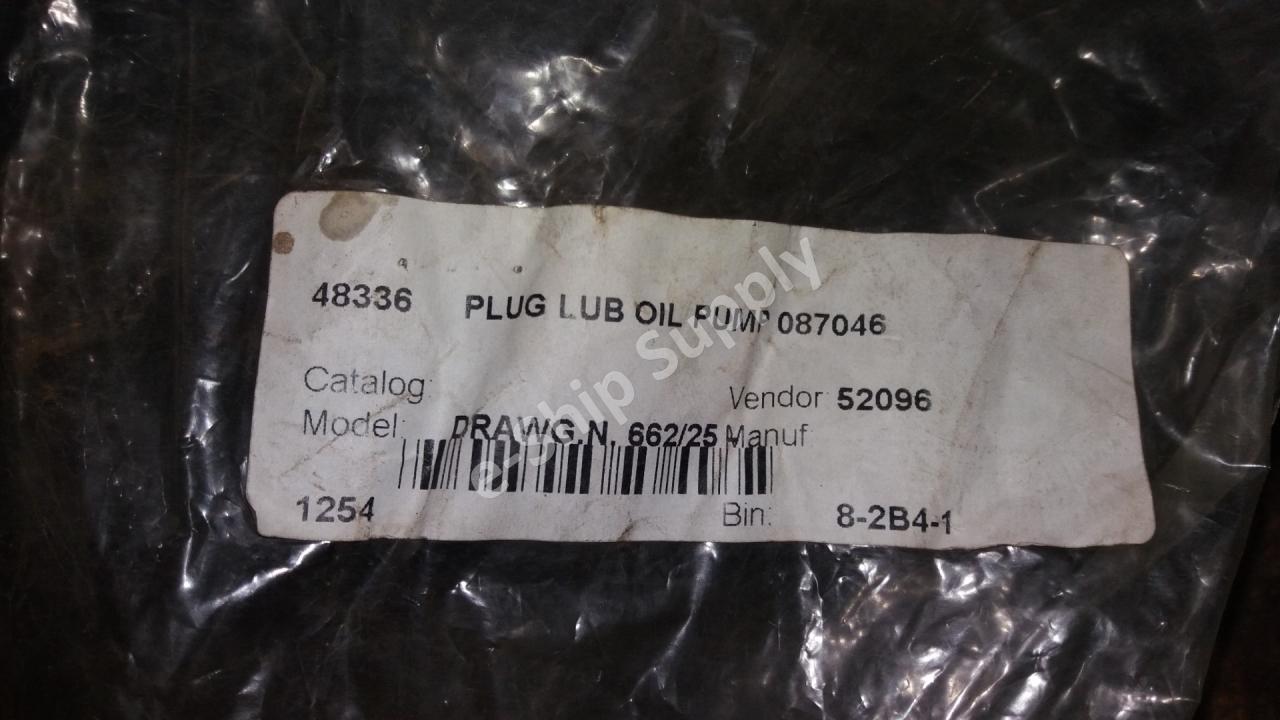 48336 PLUG LUB OIL PUMP 087046
Catalog: Vendor: 52096
Model: DRAWG.N. 662/25 Manuf
1254 Bin: 8-2B4-1
e-ship Supply